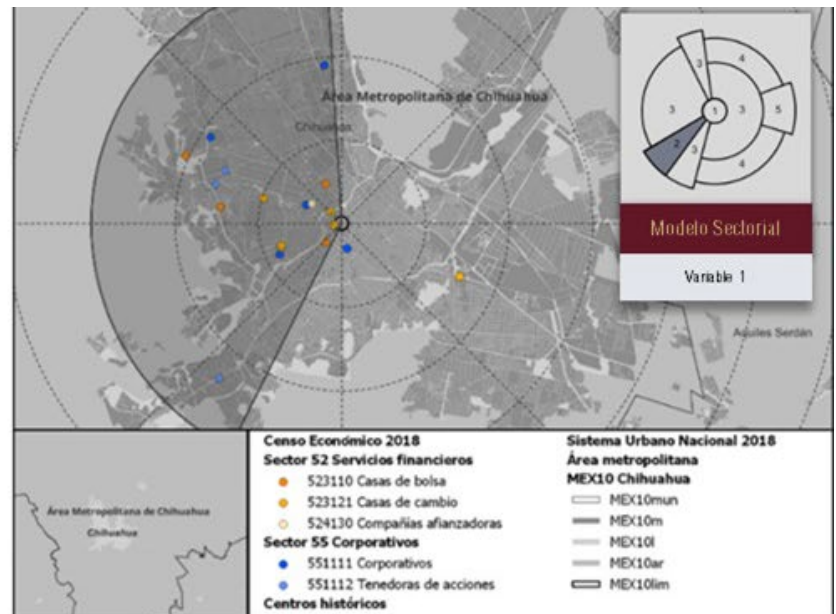 Área Metropolitana de Chihuahua
Chihuahua
Aquiles Serdán
3
4
3
1
3
5
2
3
4
Modelo Sectorial
Variable 1
Área Metropolitana de Chihuahua
Chihuahua
Censo Económico 2018
Sector 52 Servicios financieros
523110 Casas de bolsa
523121 Casas de cambio
524130 Compañías afianzadoras
Sector 55 Corporativos
551111 Corporativos
551112 Tenedoras de acciones
Centros históricos
Sistema Urbano Nacional 2018
Área metropolitana
MEX10 Chihuahua
MEX10mun
MEX10m
MEX10l
MEX10ar
MEX10lim